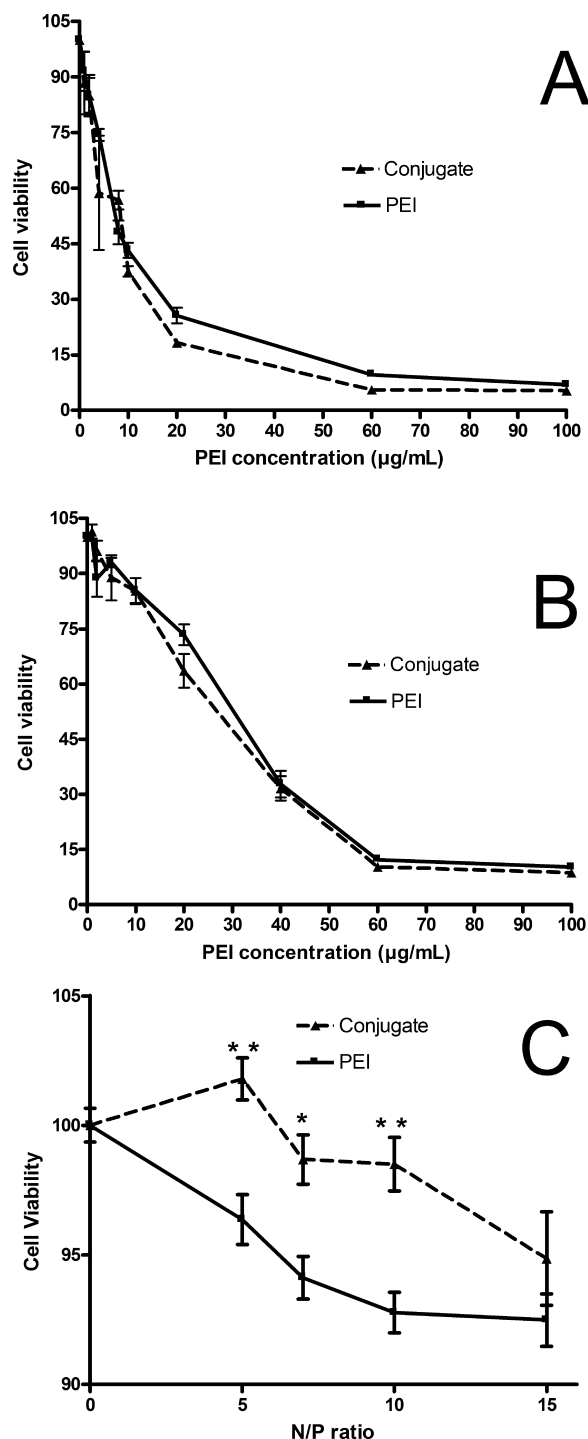 A
105
90
75
60
45
30
15
0
Cell viability
Conjugate
PEI
0 10 20 30 40 50 60 70 80 90 100
PEI concentration (µg/mL)
B
105
90
75
60
45
30
15
0
Cell viability
Conjugate
PEI
0 10 20 30 40 50 60 70 80 90 100
PEI concentration (µg/mL)
C
105
100
95
90
Cell Viability
Conjugate
PEI
* *
*
* *
0 5 10 15
N/P ratio